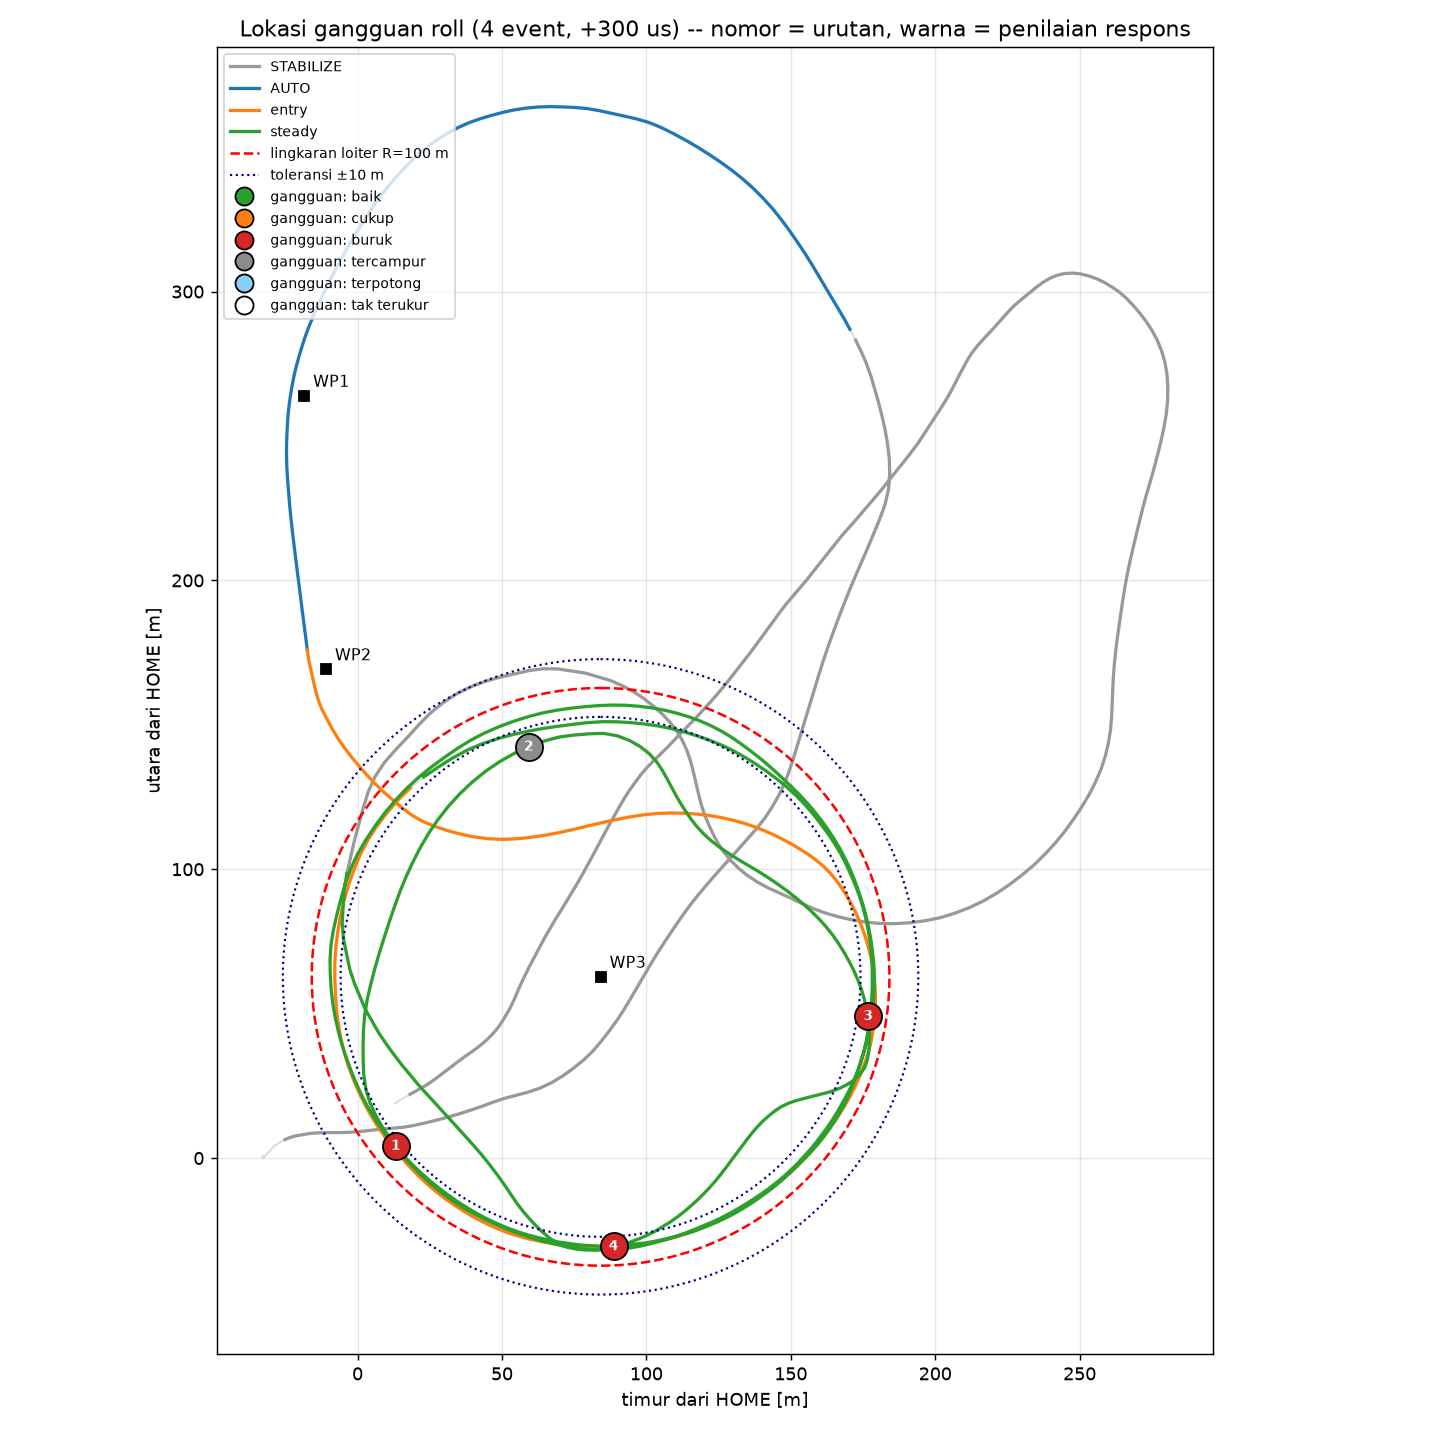 Lokasi gangguan roll (4 event, +300 us) -- nomor = urutan, warna = penilaian respons
STABILIZE
AUTO
entry
steady
lingkaran loiter R=100 m
toleransi ±10 m
gangguan: baik
gangguan: cukup
gangguan: buruk
gangguan: tercampur
gangguan: terpotong
gangguan: tak terukur
300
WP1
200
WP2
2
100
WP3
3
1
0
4
utara dari HOME [m]
0 50 100 150 200 250
timur dari HOME [m]